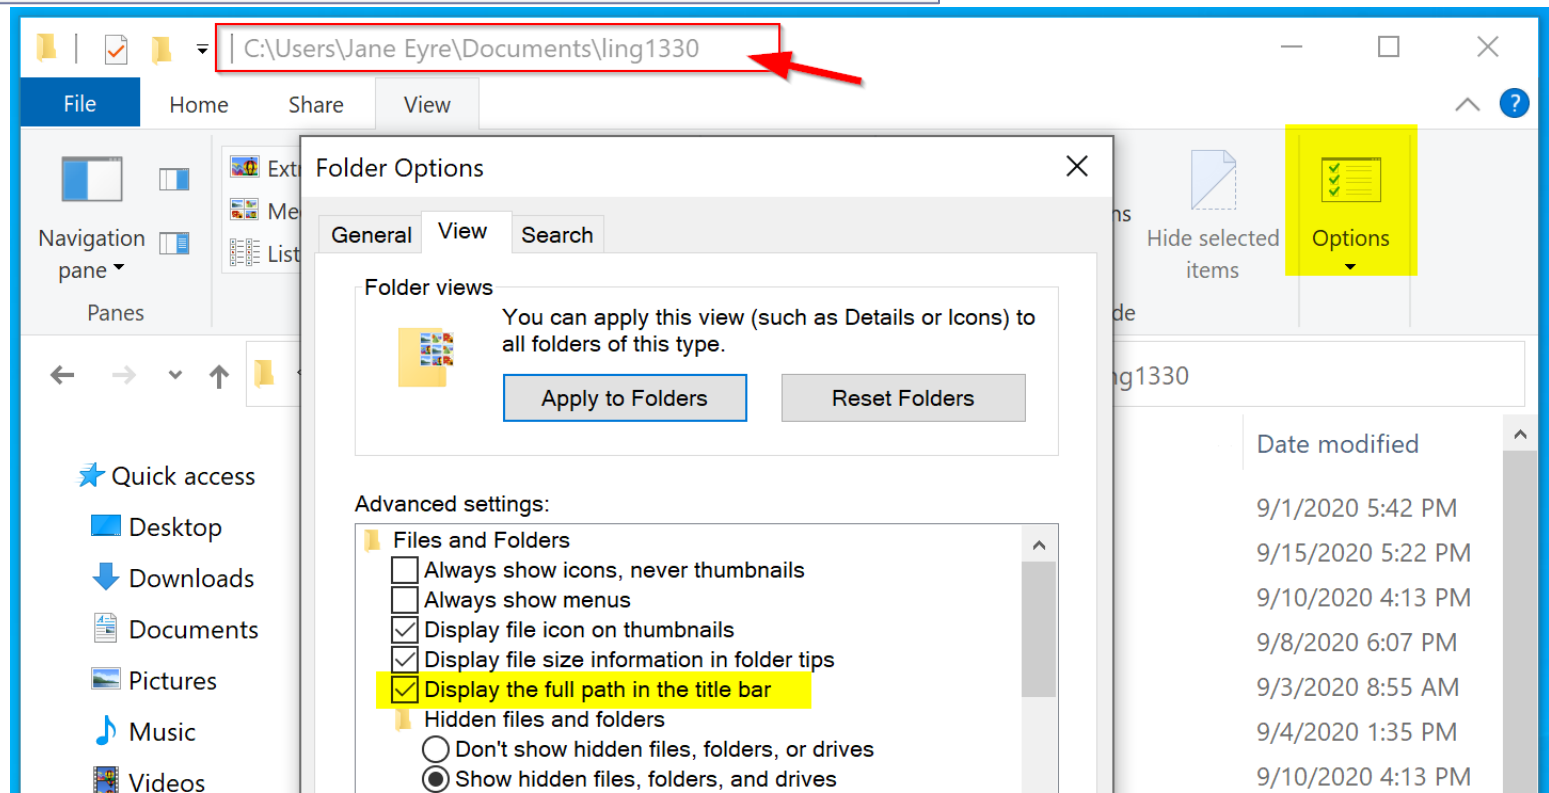 C:\Users\Jane Eyre\Documents\ling1330
File Home Share View
?
Navigation
pane
Panes
List
Hide selected
items
Options
Folder Options
General View Search
Folder views
You can apply this view (such as Details or Icons) to
all folders of this type.
Apply to Folders Reset Folders
Advanced settings:
Files and Folders
Always show icons, never thumbnails
Always show menus
Display file icon on thumbnails
Display file size information in folder tips
Display the full path in the title bar
Hidden files and folders
Don't show hidden files, folders, or drives
Show hidden files, folders, and drives
Quick access
Desktop
Downloads
Documents
Pictures
Music
Videos
Date modified
9/1/2020 5:42 PM
9/15/2020 5:22 PM
9/10/2020 4:13 PM
9/8/2020 6:07 PM
9/3/2020 8:55 AM
9/4/2020 1:35 PM
9/10/2020 4:13 PM